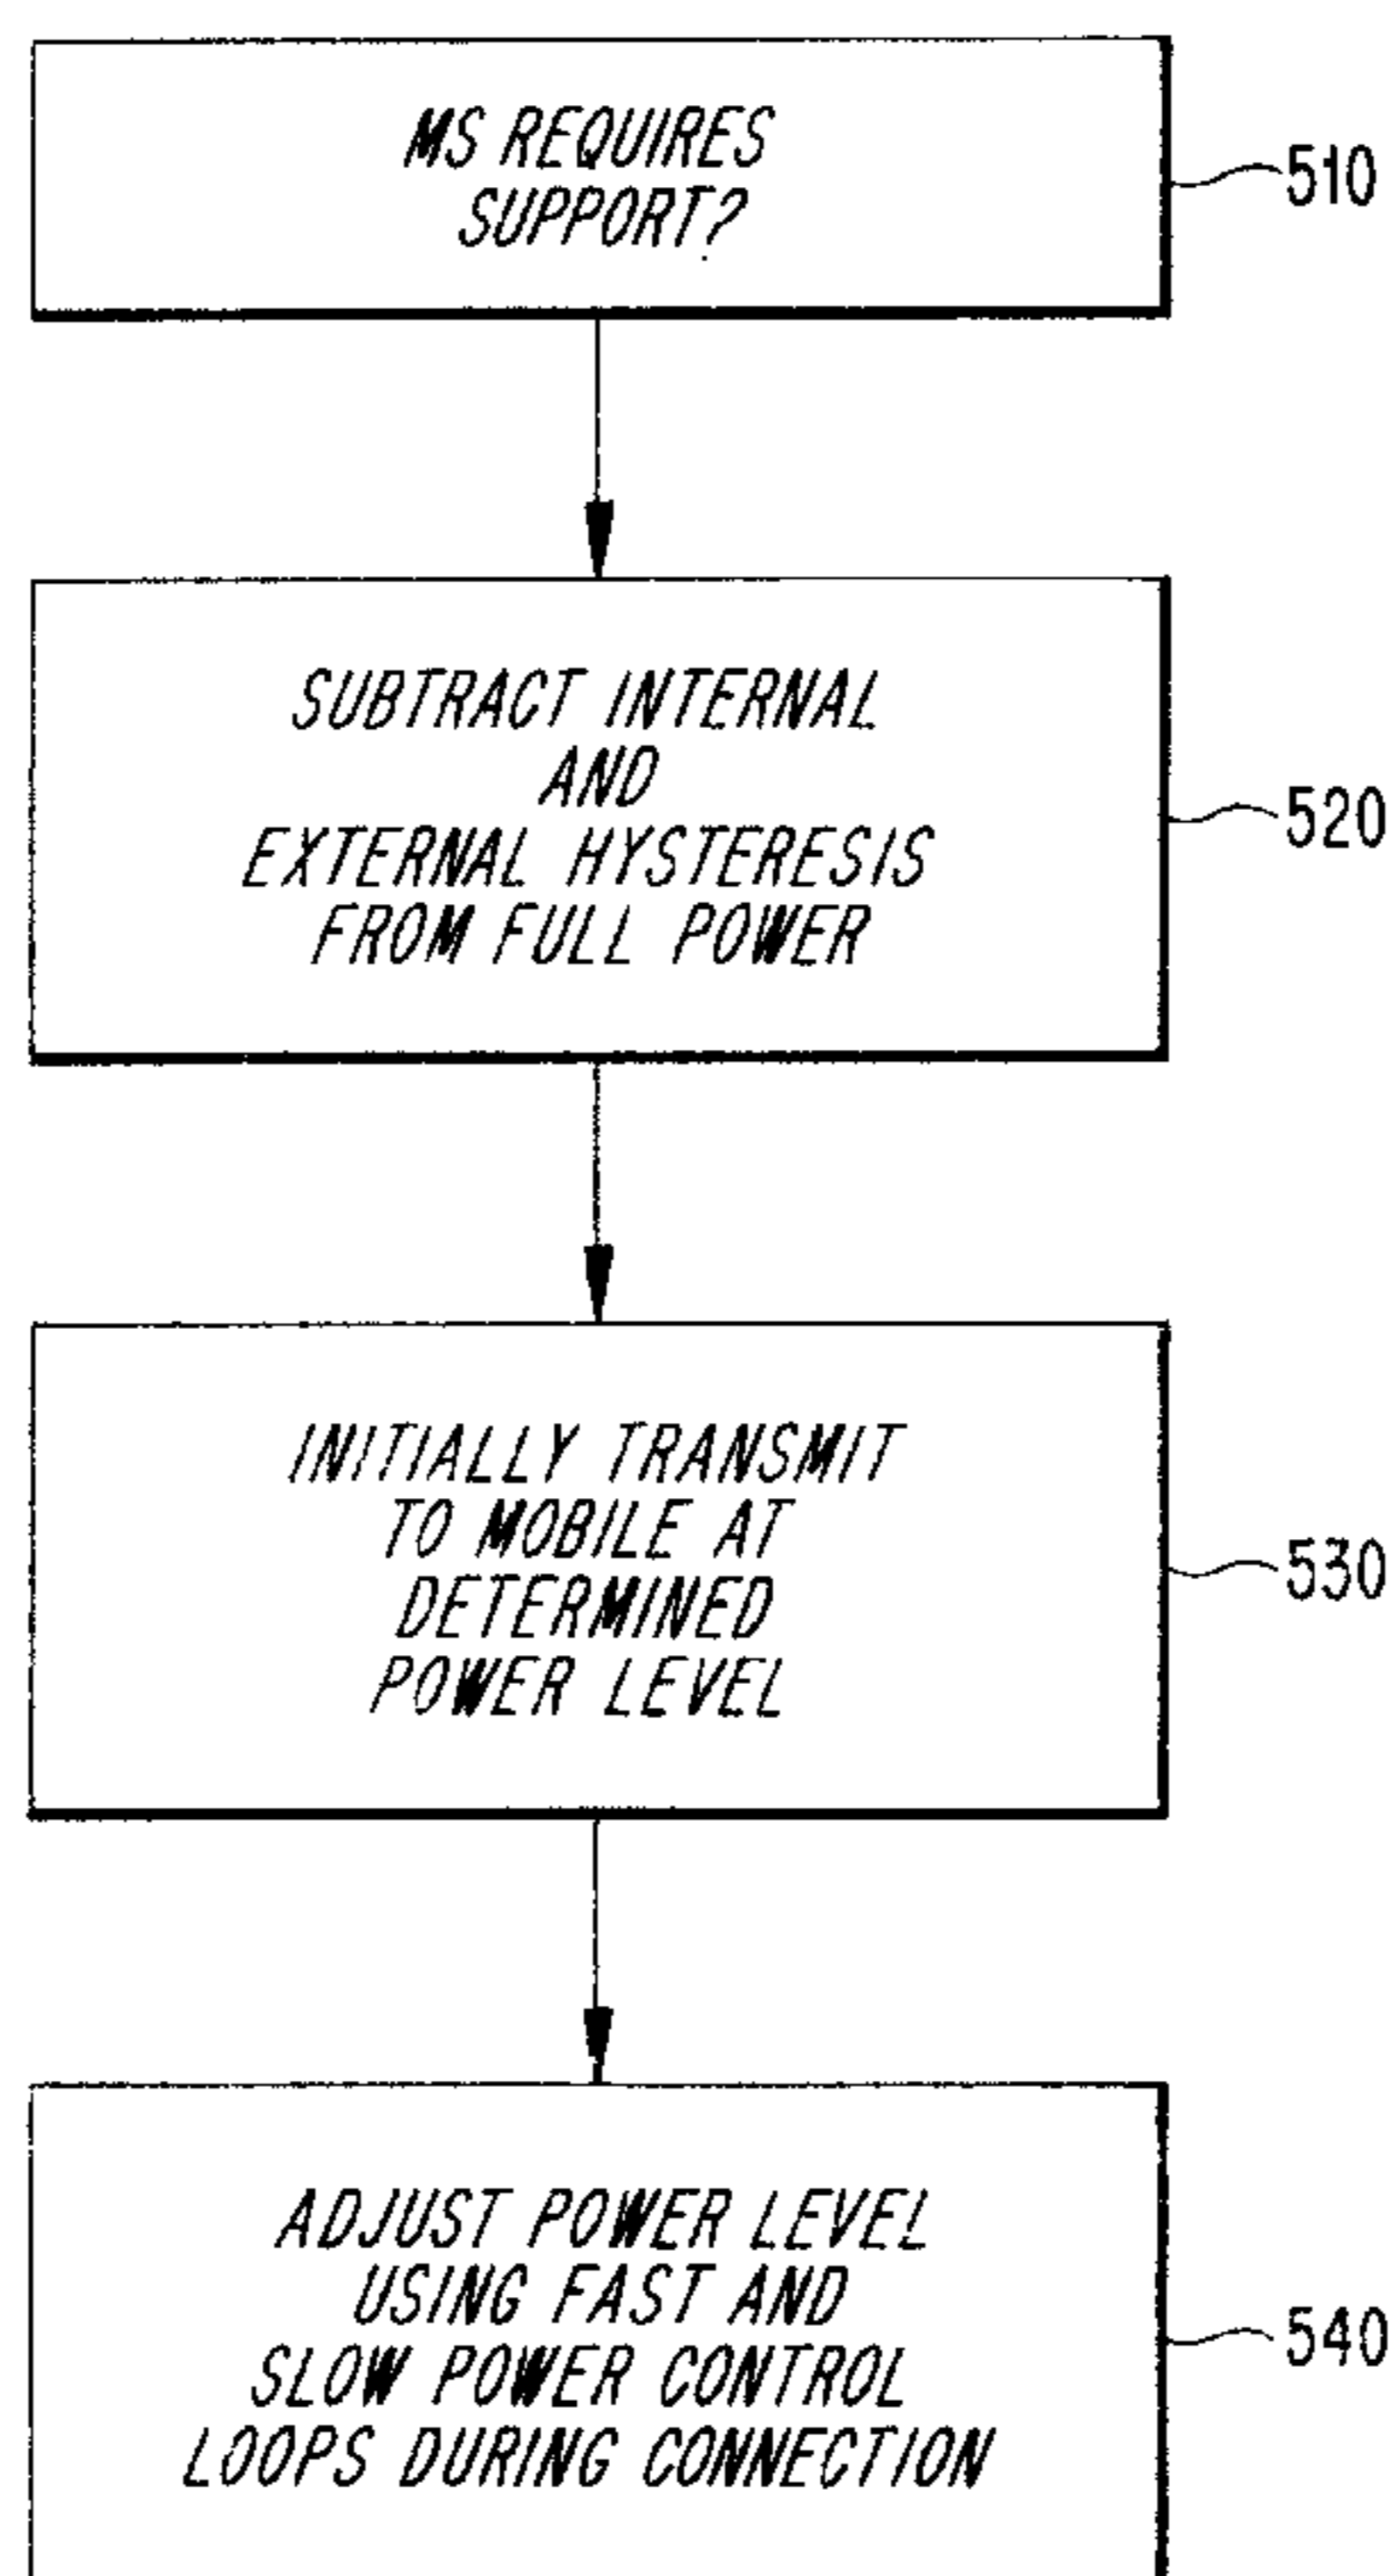 MS REQUIRES
SUPPORT?
510
SUBTRACT INTERNAL
AND
EXTERNAL HYSTERESIS
FROM FULL POWER
520
INITIALLY TRANSMIT
TO MOBILE AT
DETERMINED
POWER LEVEL
530
ADJUST POWER LEVEL
USING FAST AND
SLOW POWER CONTROL
LOOPS DURING CONNECTION
540